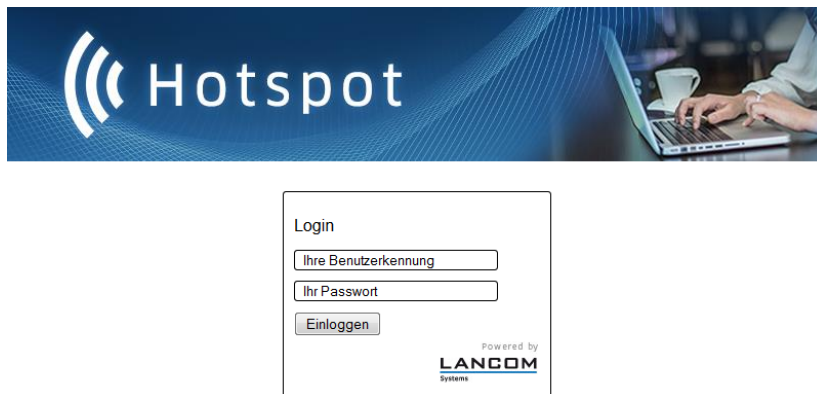 Hotspot
Login
Ihre Benutzerkennung
Ihr Passwort
Einloggen
Powered by
LANCOM
Systems